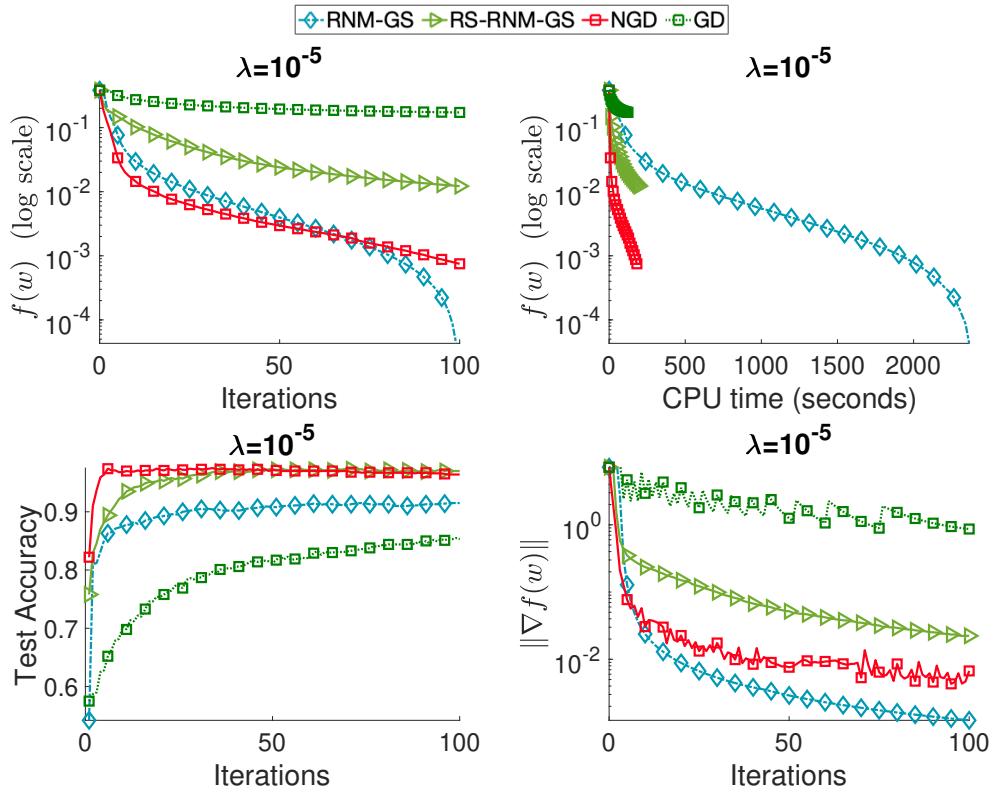 RNM-GS RS-RNM-GS NGD GD
λ=10⁻⁵
f(w) (log scale)
10⁻¹
10⁻²
10⁻³
10⁻⁴
0 50 100
Iterations
λ=10⁻⁵
f(w) (log scale)
10⁻¹
10⁻²
10⁻³
10⁻⁴
0 500 1000 1500 2000
CPU time (seconds)
λ=10⁻⁵
Test Accuracy
0.9
0.8
0.7
0.6
0 50 100
Iterations
λ=10⁻⁵
‖∇f(w)‖
10⁰
10⁻²
0 50 100
Iterations